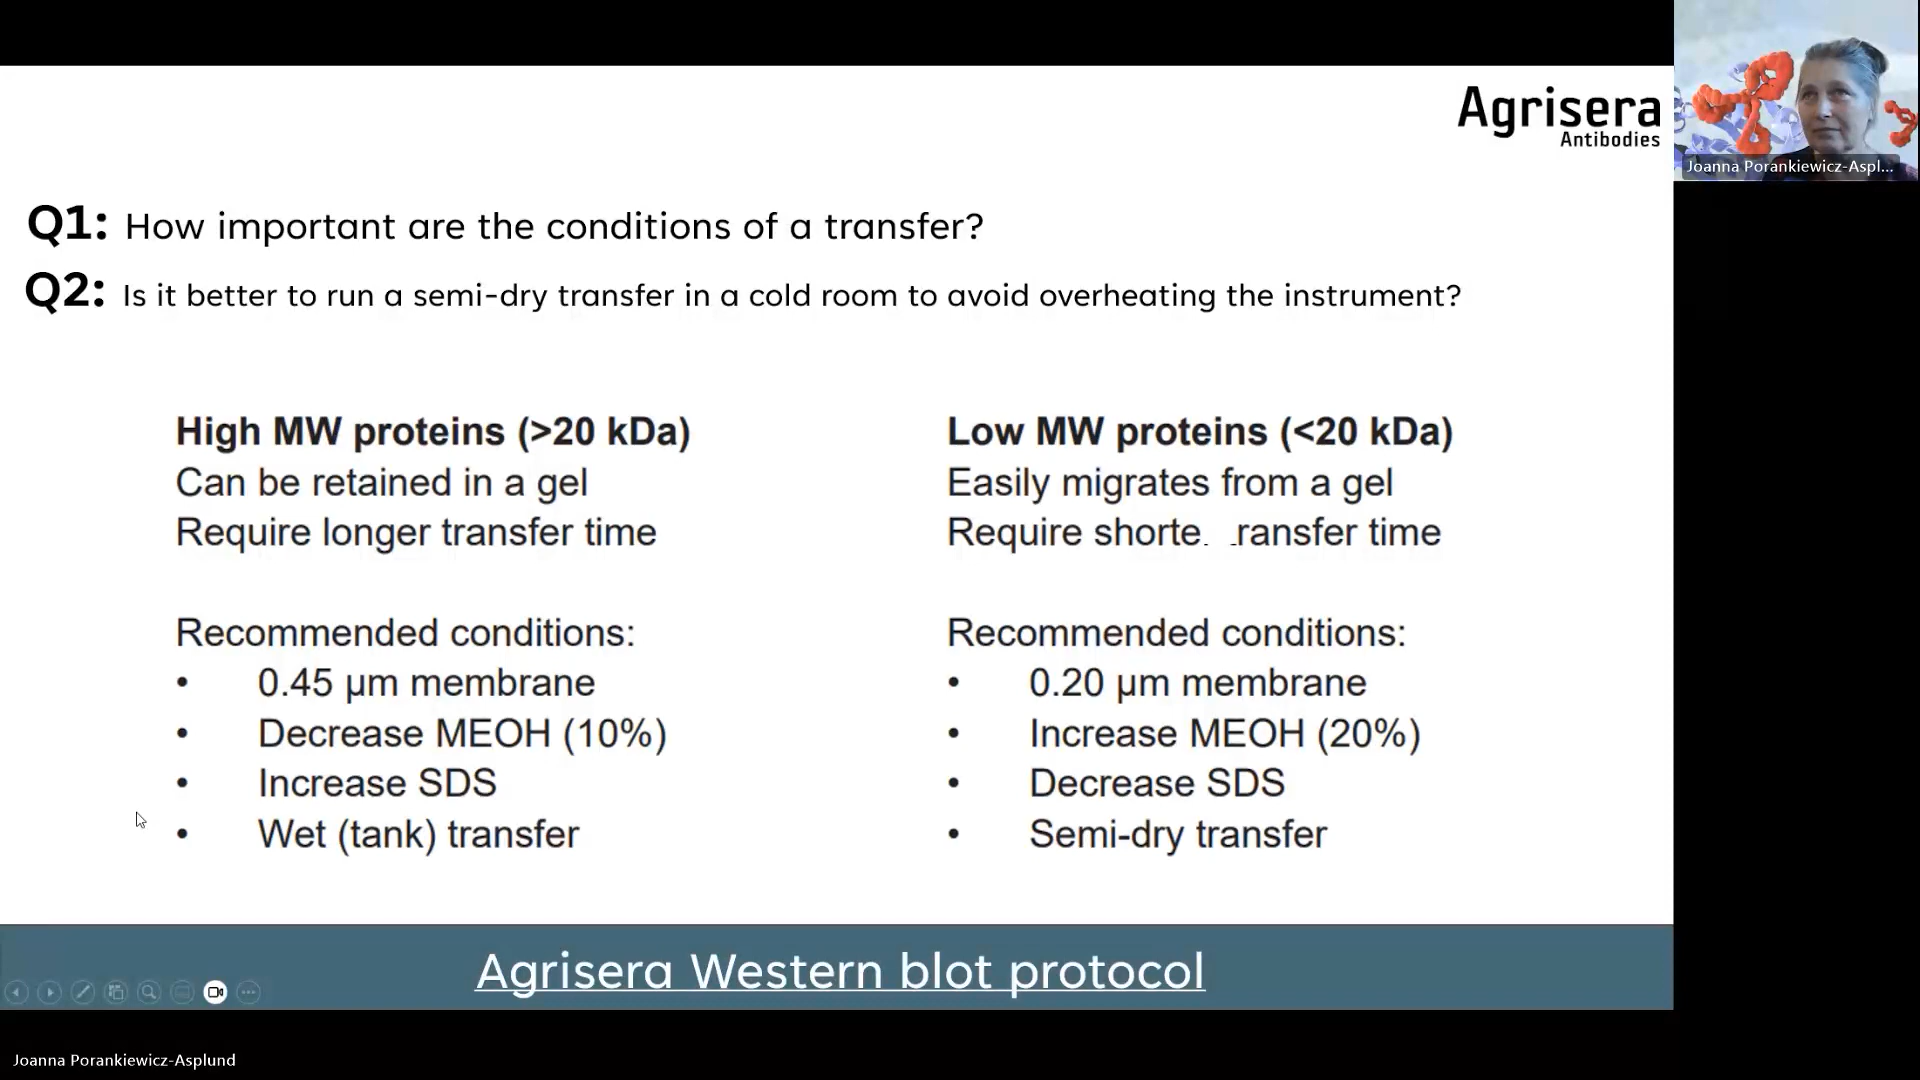 Agrisera
Antibodies
Joanna Porankiewicz-Aspl...
Q1: How important are the conditions of a transfer?
Q2: Is it better to run a semi-dry transfer in a cold room to avoid overheating the instrument?
High MW proteins (>20 kDa)
Can be retained in a gel
Require longer transfer time
Recommended conditions:
• 0.45 µm membrane
• Decrease MEOH (10%)
• Increase SDS
• Wet (tank) transfer
Low MW proteins (<20 kDa)
Easily migrates from a gel
Require shorte ransfer time
Recommended conditions:
• 0.20 µm membrane
• Increase MEOH (20%)
• Decrease SDS
• Semi-dry transfer
Agrisera Western blot protocol
Joanna Porankiewicz-Asplund